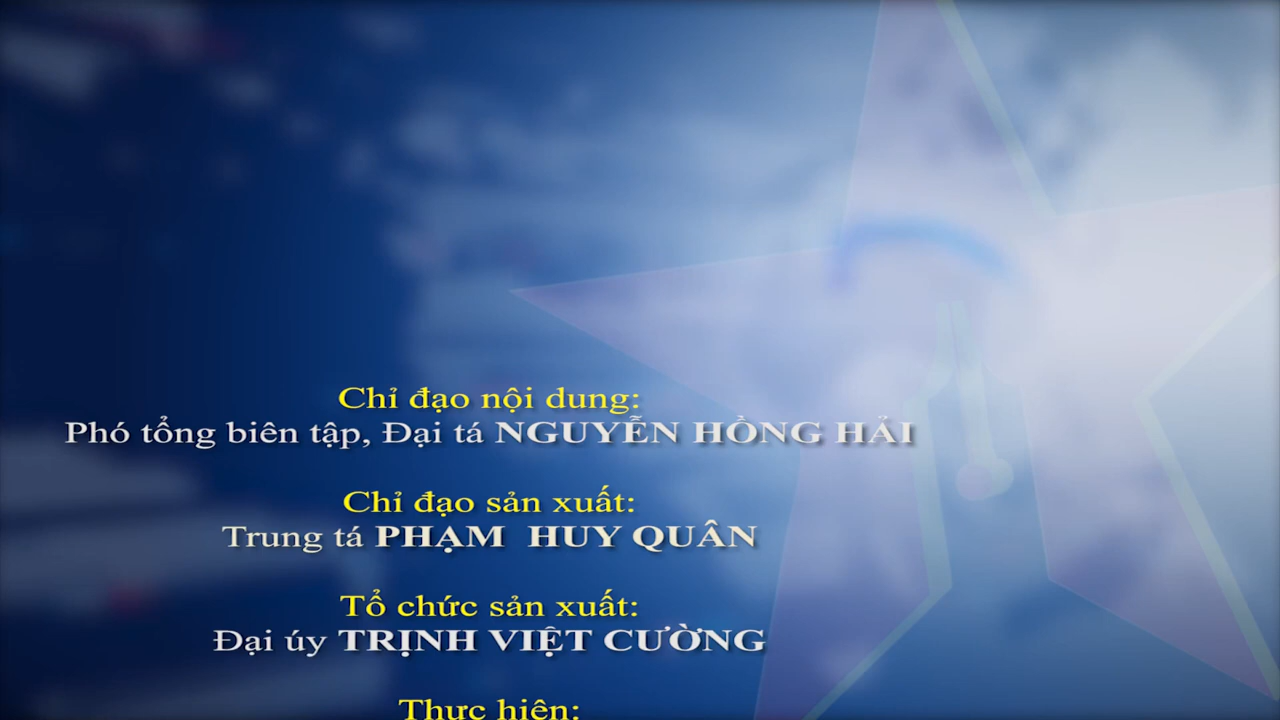 Chỉ đạo nội dung:
Phó tổng biên tập, Đại tá NGUYỄN HỒNG HẢI
Chỉ đạo sản xuất:
Trung tá PHẠM HUY QUÂN
Tổ chức sản xuất:
Đại úy TRỊNH VIỆT CƯỜNG
Thực hiện: